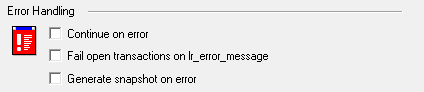 Error Handling
Continue on error
Fail open transactions on lr_error_message
Generate snapshot on error